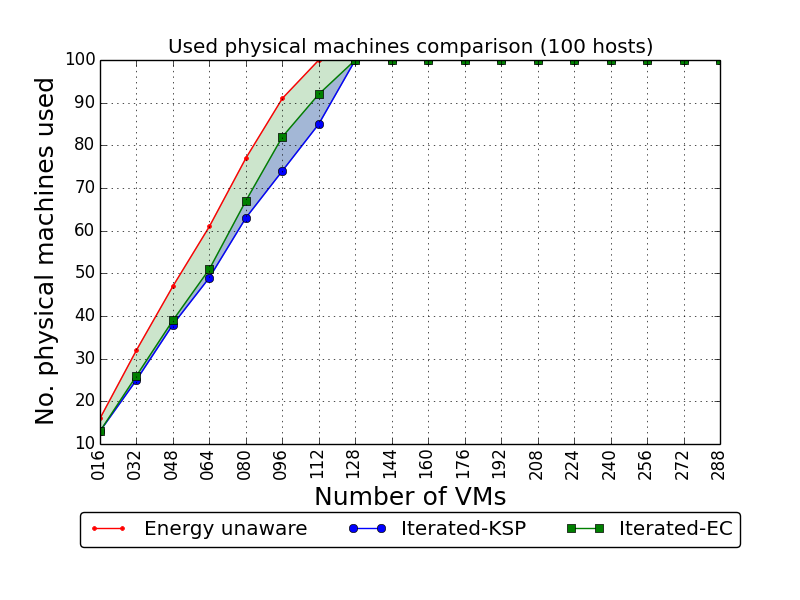 Used physical machines comparison (100 hosts)
100
90
80
70
60
50
40
30
20
10
No. physical machines used
016 032 048 064 080 096 112 128 144 160 176 192 208 224 240 256 272 288
Number of VMs
Energy unaware Iterated-KSP Iterated-EC